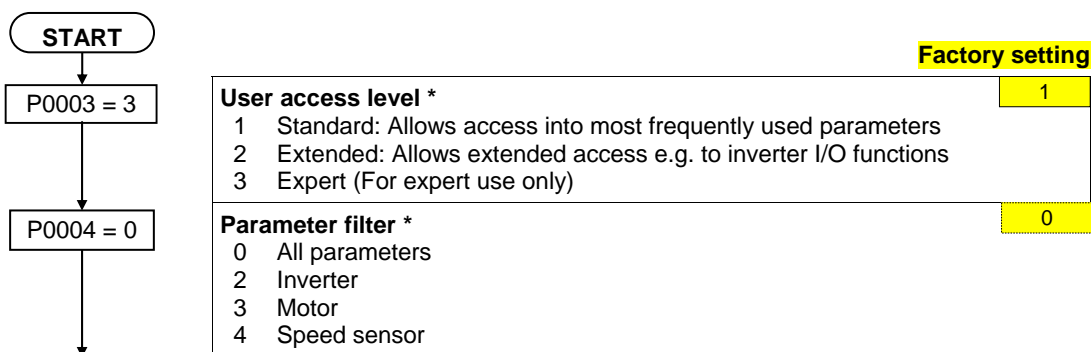 START
Factory setting
P0003 = 3
User access level *
1
1 Standard: Allows access into most frequently used parameters
2 Extended: Allows extended access e.g. to inverter I/O functions
3 Expert (For expert use only)
P0004 = 0
Parameter filter *
0
0 All parameters
2 Inverter
3 Motor
4 Speed sensor